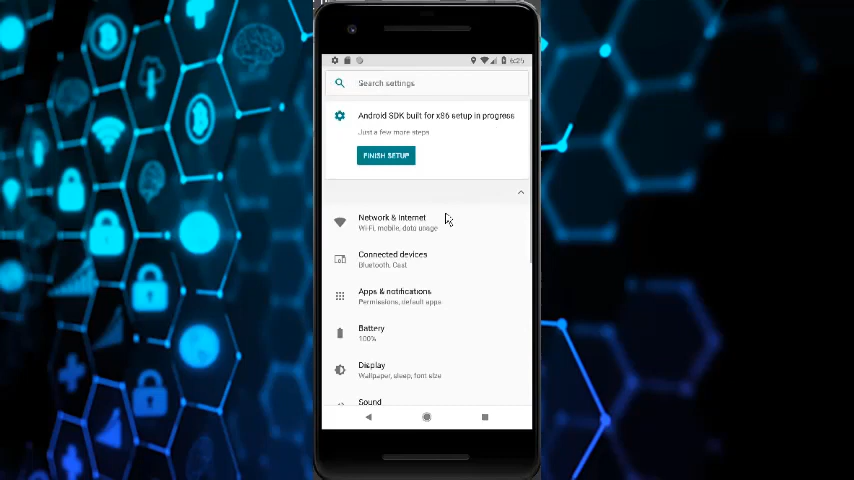 6:25
Search settings
Android SDK built for x86 setup in progress
Just a few more steps
FINISH SETUP
Network & Internet
Wi-Fi, mobile, data usage
Connected devices
Bluetooth, Cast
Apps & notifications
Permissions, default apps
Battery
100%
Display
Wallpaper, sleep, font size
Sound